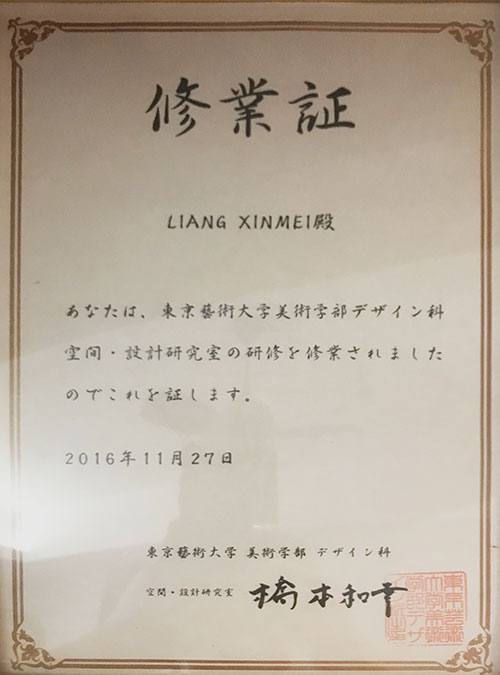 修業証
LIANG XINMEI殿
あなたは、東京藝術大学美術学部デザイン科
空間・設計研究室の研修を修業されました
のでこれを証します。
2016年11月27日
東京藝術大学 美術学部 デザイン科
空間・設計研究室 橋本和幸